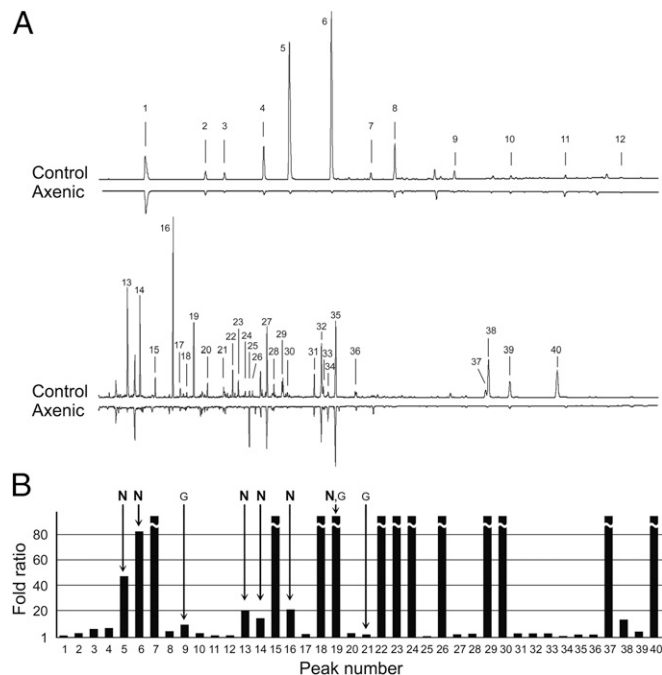 A
1 2 3 4 5 6 7 8 9 10 11 12
Control
Axenic
13 14 15 16 17 18 19 20 21 22 23 24 25 26 27 28 29 30 31 32 33 34 35 36 37 38 39 40
Control
Axenic
B
N N G N N N N,G G
Fold ratio
80
60
40
20
1
1 2 3 4 5 6 7 8 9 10 11 12 13 14 15 16 17 18 19 20 21 22 23 24 25 26 27 28 29 30 31 32 33 34 35 36 37 38 39 40
Peak number